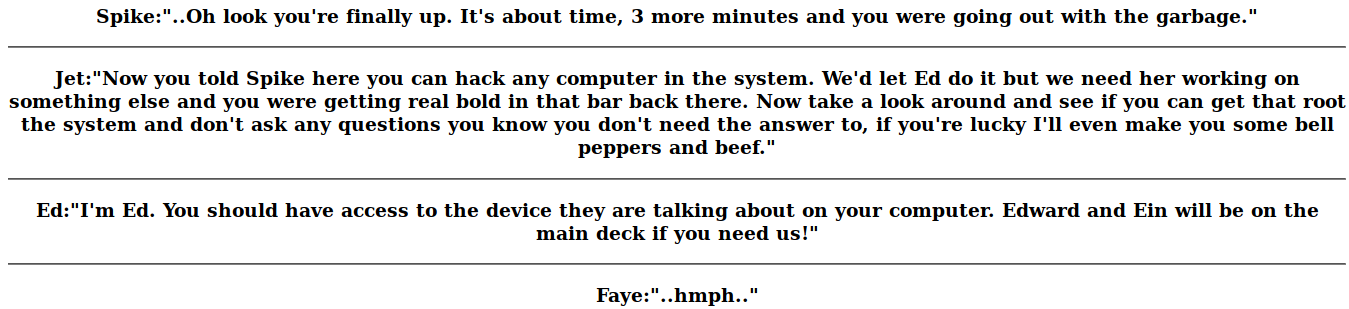 Spike:"..Oh look you're finally up. It's about time, 3 more minutes and you were going out with the garbage."
Jet:"Now you told Spike here you can hack any computer in the system. We'd let Ed do it but we need her working on
something else and you were getting real bold in that bar back there. Now take a look around and see if you can get that root
the system and don't ask any questions you know you don't need the answer to, if you're lucky I'll even make you some bell
peppers and beef."
Ed:"I'm Ed. You should have access to the device they are talking about on your computer. Edward and Ein will be on the
main deck if you need us!"
Faye:"..hmph.."